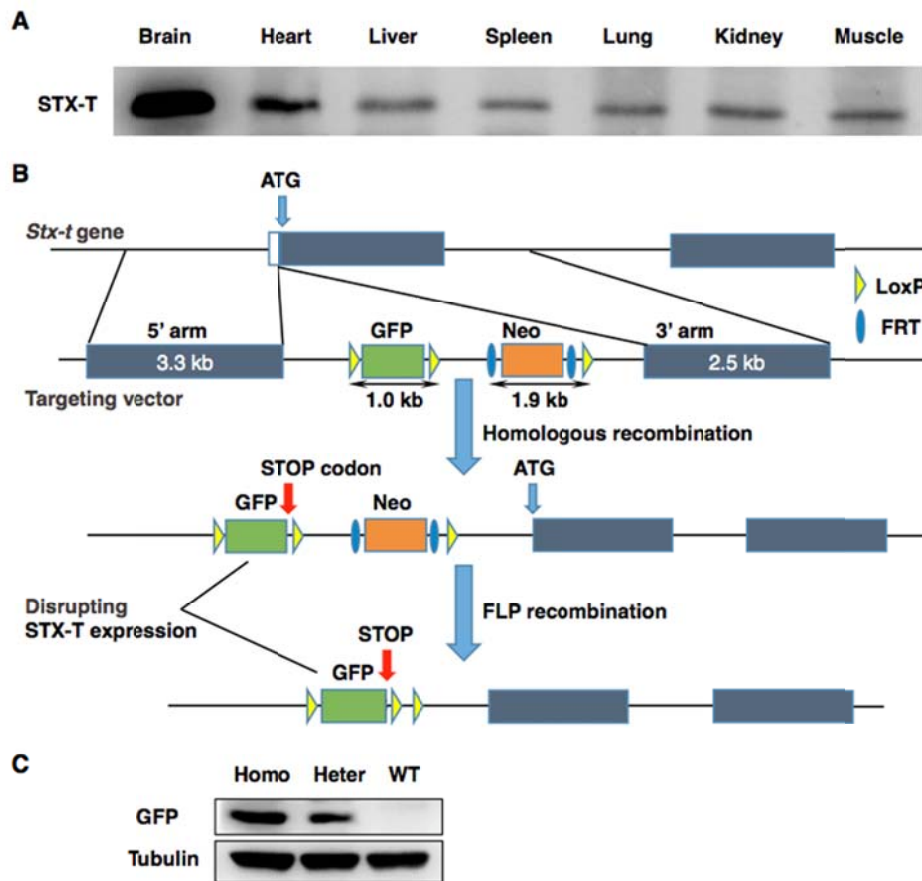 A
Brain Heart Liver Spleen Lung Kidney Muscle
STX-T
B
ATG
Stx-t gene
LoxP
FRT
5' arm GFP Neo 3' arm
3.3 kb 2.5 kb
1.0 kb 1.9 kb
Targeting vector
Homologous recombination
STOP codon ATG
GFP Neo
Disrupting
STX-T expression
FLP recombination
STOP
GFP
C
Homo Heter WT
GFP
Tubulin